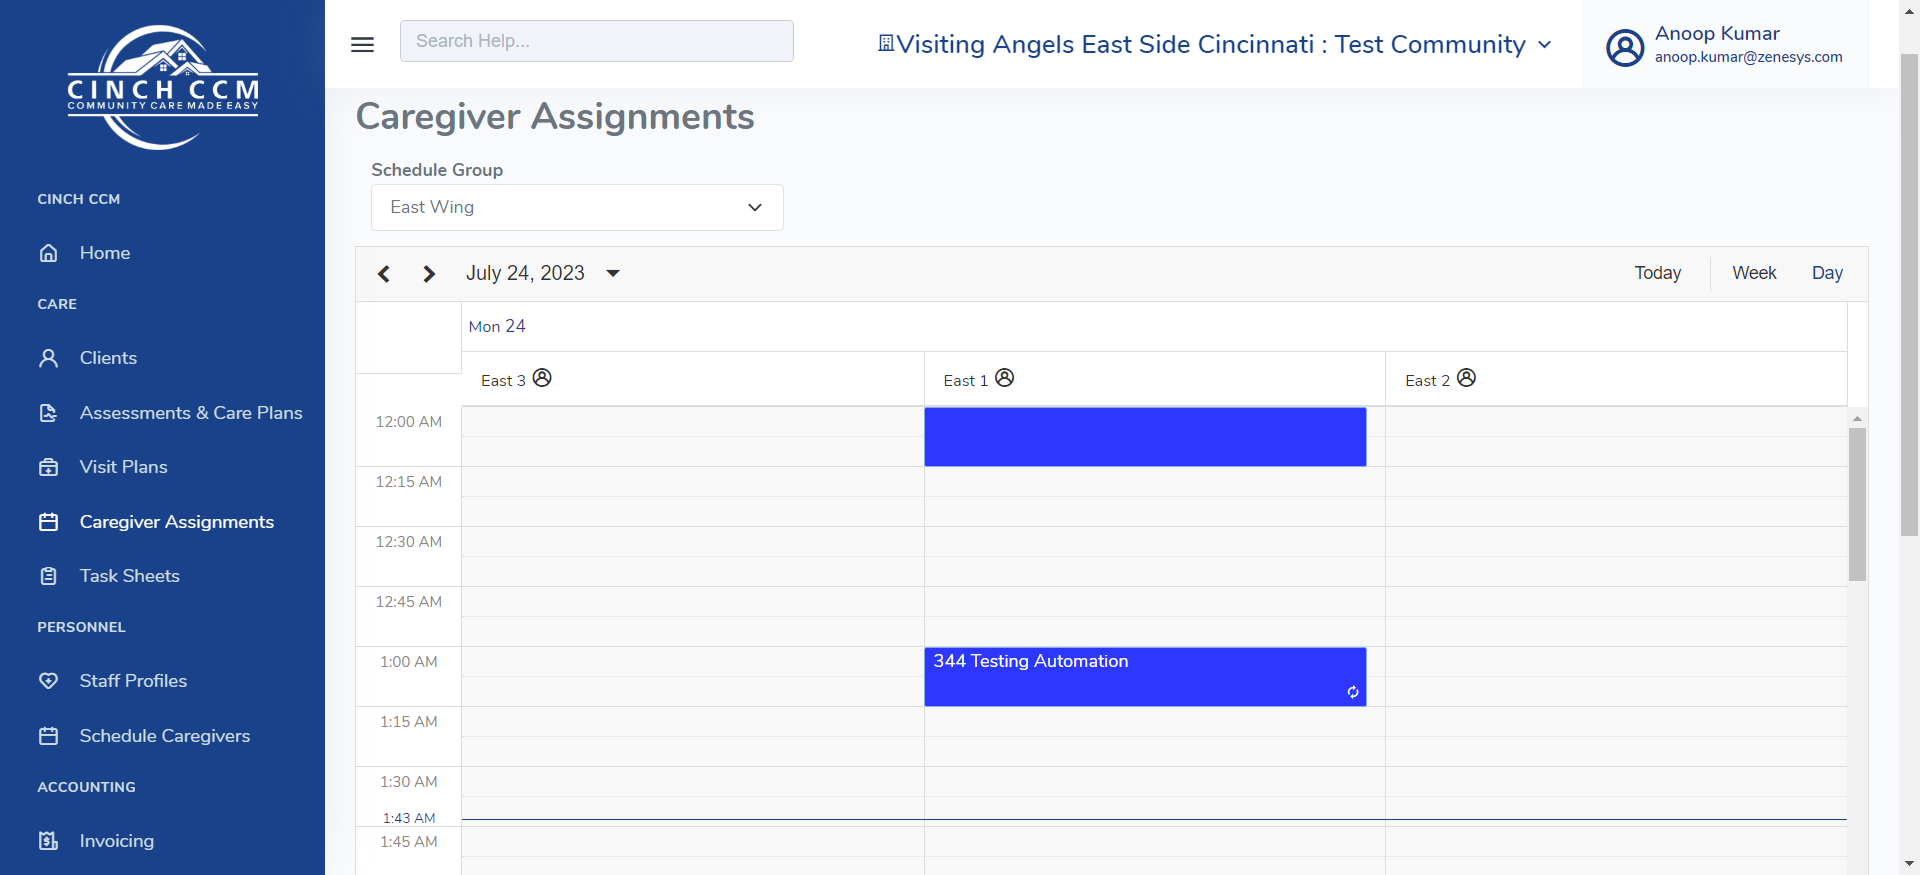 CINCH CCM
COMMUNITY CARE MADE EASY
CINCH CCM
Home
CARE
Clients
Assessments & Care Plans
Visit Plans
Caregiver Assignments
Task Sheets
PERSONNEL
Staff Profiles
Schedule Caregivers
ACCOUNTING
Invoicing
Search Help...
Visiting Angels East Side Cincinnati : Test Community
Anoop Kumar
anoop.kumar@zenesys.com
Caregiver Assignments
Schedule Group
East Wing
July 24, 2023
Today
Week
Day
Mon 24
East 3
East 1
East 2
12:00 AM
12:15 AM
12:30 AM
12:45 AM
1:00 AM
344 Testing Automation
1:15 AM
1:30 AM
1:43 AM
1:45 AM